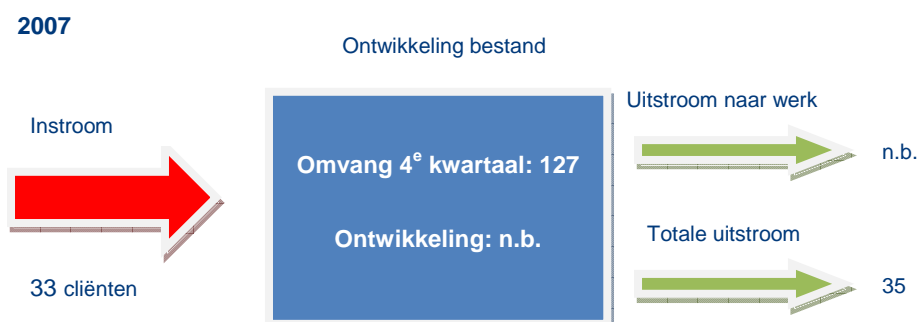 2007
Ontwikkeling bestand
Instroom
Uitstroom naar werk
Omvang 4e kwartaal: 127
n.b.
Ontwikkeling: n.b.
Totale uitstroom
33 cliënten
35